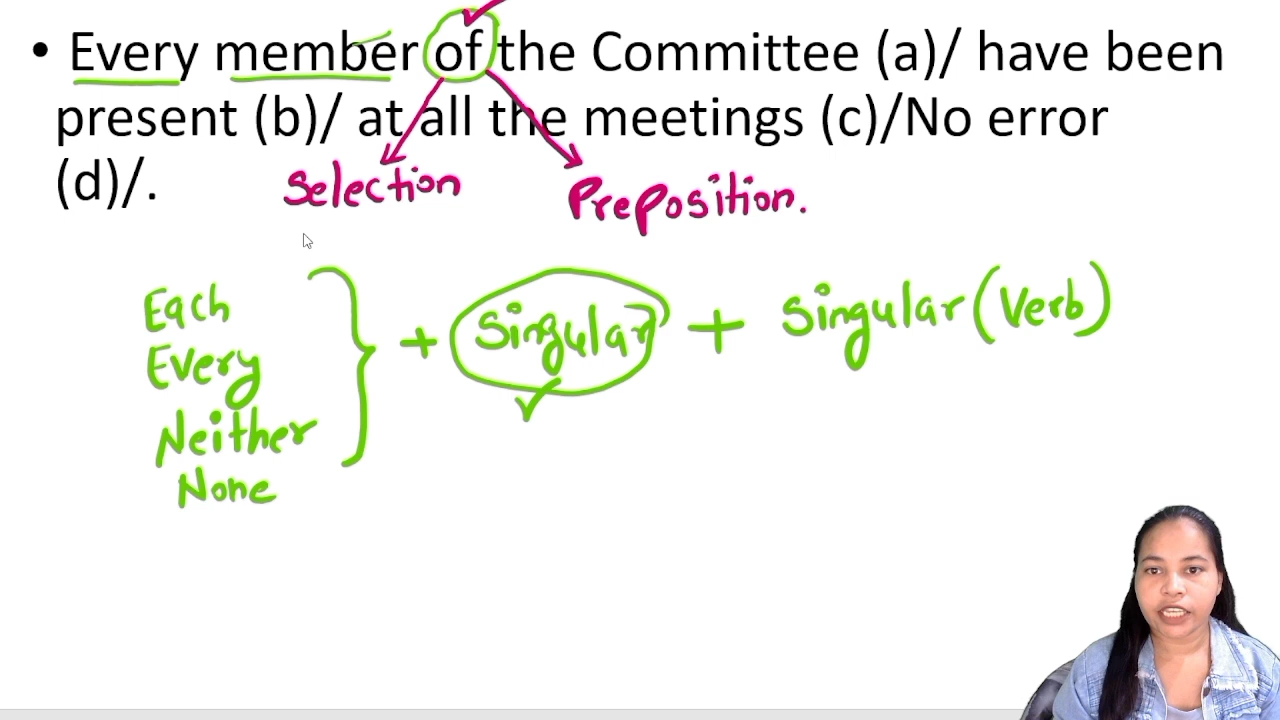 • Every member of the Committee (a)/ have been
present (b)/ at all the meetings (c)/No error
(d)/.
Selection
Preposition.
Each
Every
Neither
None
+ Singular + Singular (Verb)